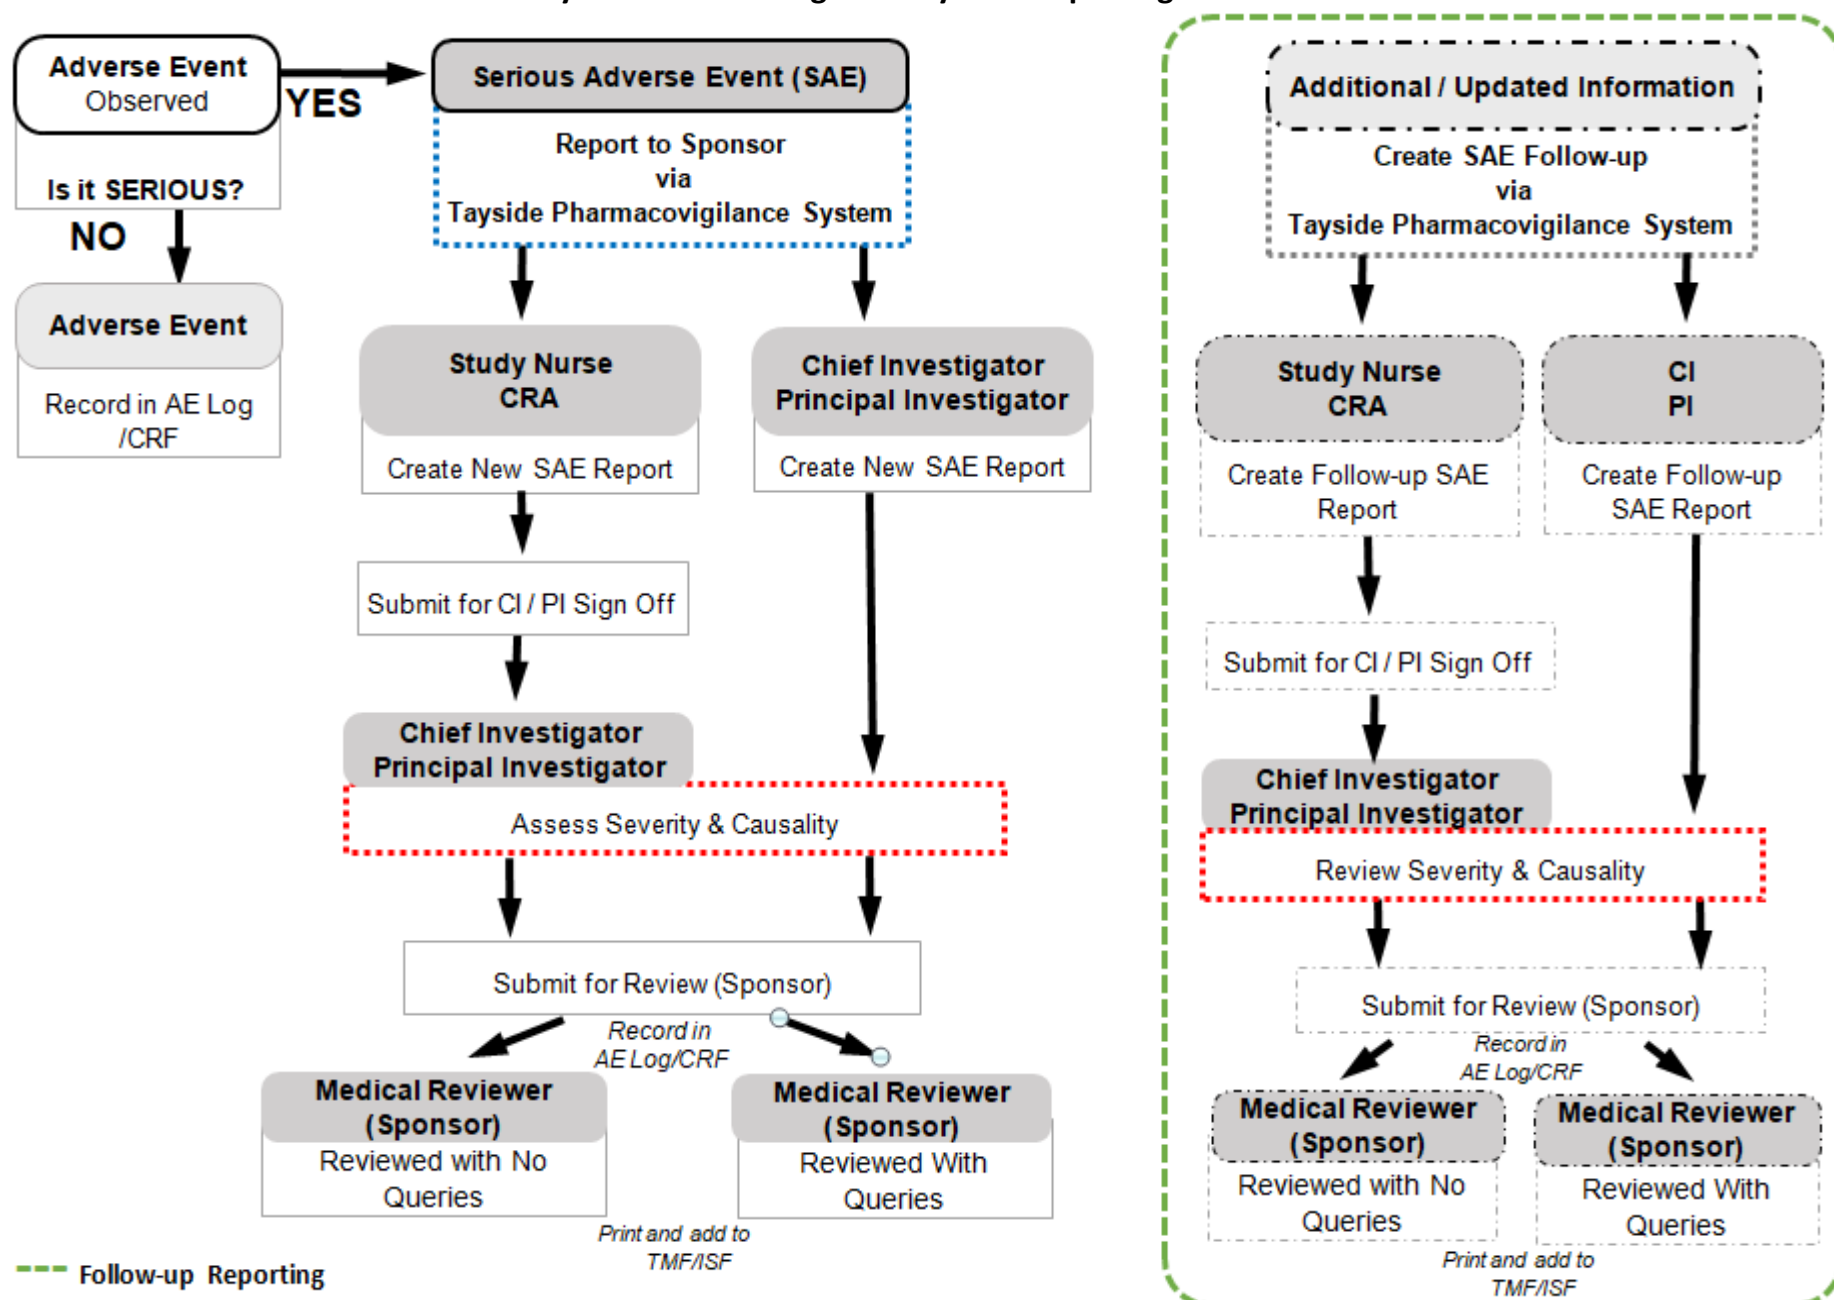 Adverse Event
Observed
Is it SERIOUS?
YES
NO
Adverse Event
Record in AE Log
/CRF
Serious Adverse Event (SAE)
Report to Sponsor
via
Tayside Pharmacovigilance System
Study Nurse
CRA
Create New SAE Report
Chief Investigator
Principal Investigator
Create New SAE Report
Submit for CI / PI Sign Off
Chief Investigator
Principal Investigator
Assess Severity & Causality
Submit for Review (Sponsor)
Record in
AE Log/CRF
Medical Reviewer
(Sponsor)
Reviewed with No
Queries
Medical Reviewer
(Sponsor)
Reviewed With
Queries
Print and add to
TMF/ISF
Follow-up Reporting
Additional / Updated Information
Create SAE Follow-up
via
Tayside Pharmacovigilance System
Study Nurse
CRA
Create Follow-up SAE
Report
CI
PI
Create Follow-up
SAE Report
Submit for CI / PI Sign Off
Chief Investigator
Principal Investigator
Review Severity & Causality
Submit for Review (Sponsor)
Record in
AE Log/CRF
Medical Reviewer
(Sponsor)
Reviewed with No
Queries
Medical Reviewer
(Sponsor)
Reviewed With
Queries
Print and add to
TMF/ISF